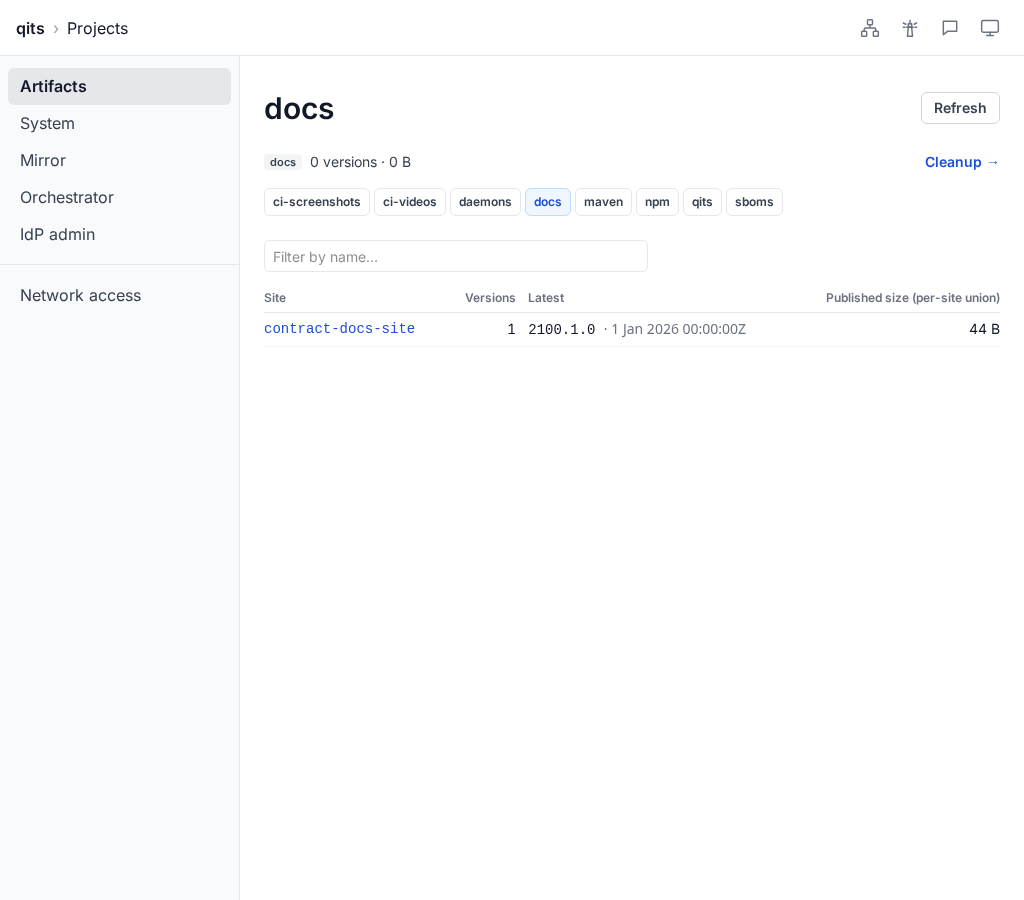 qits › Projects
Artifacts
System
Mirror
Orchestrator
IdP admin
Network access
docs
Refresh
docs 0 versions · 0 B
Cleanup →
ci-screenshots ci-videos daemons docs maven npm qits sboms
Filter by name...
Site Versions Latest Published size (per-site union)
contract-docs-site 1 2100.1.0 · 1 Jan 2026 00:00:00Z 44 B